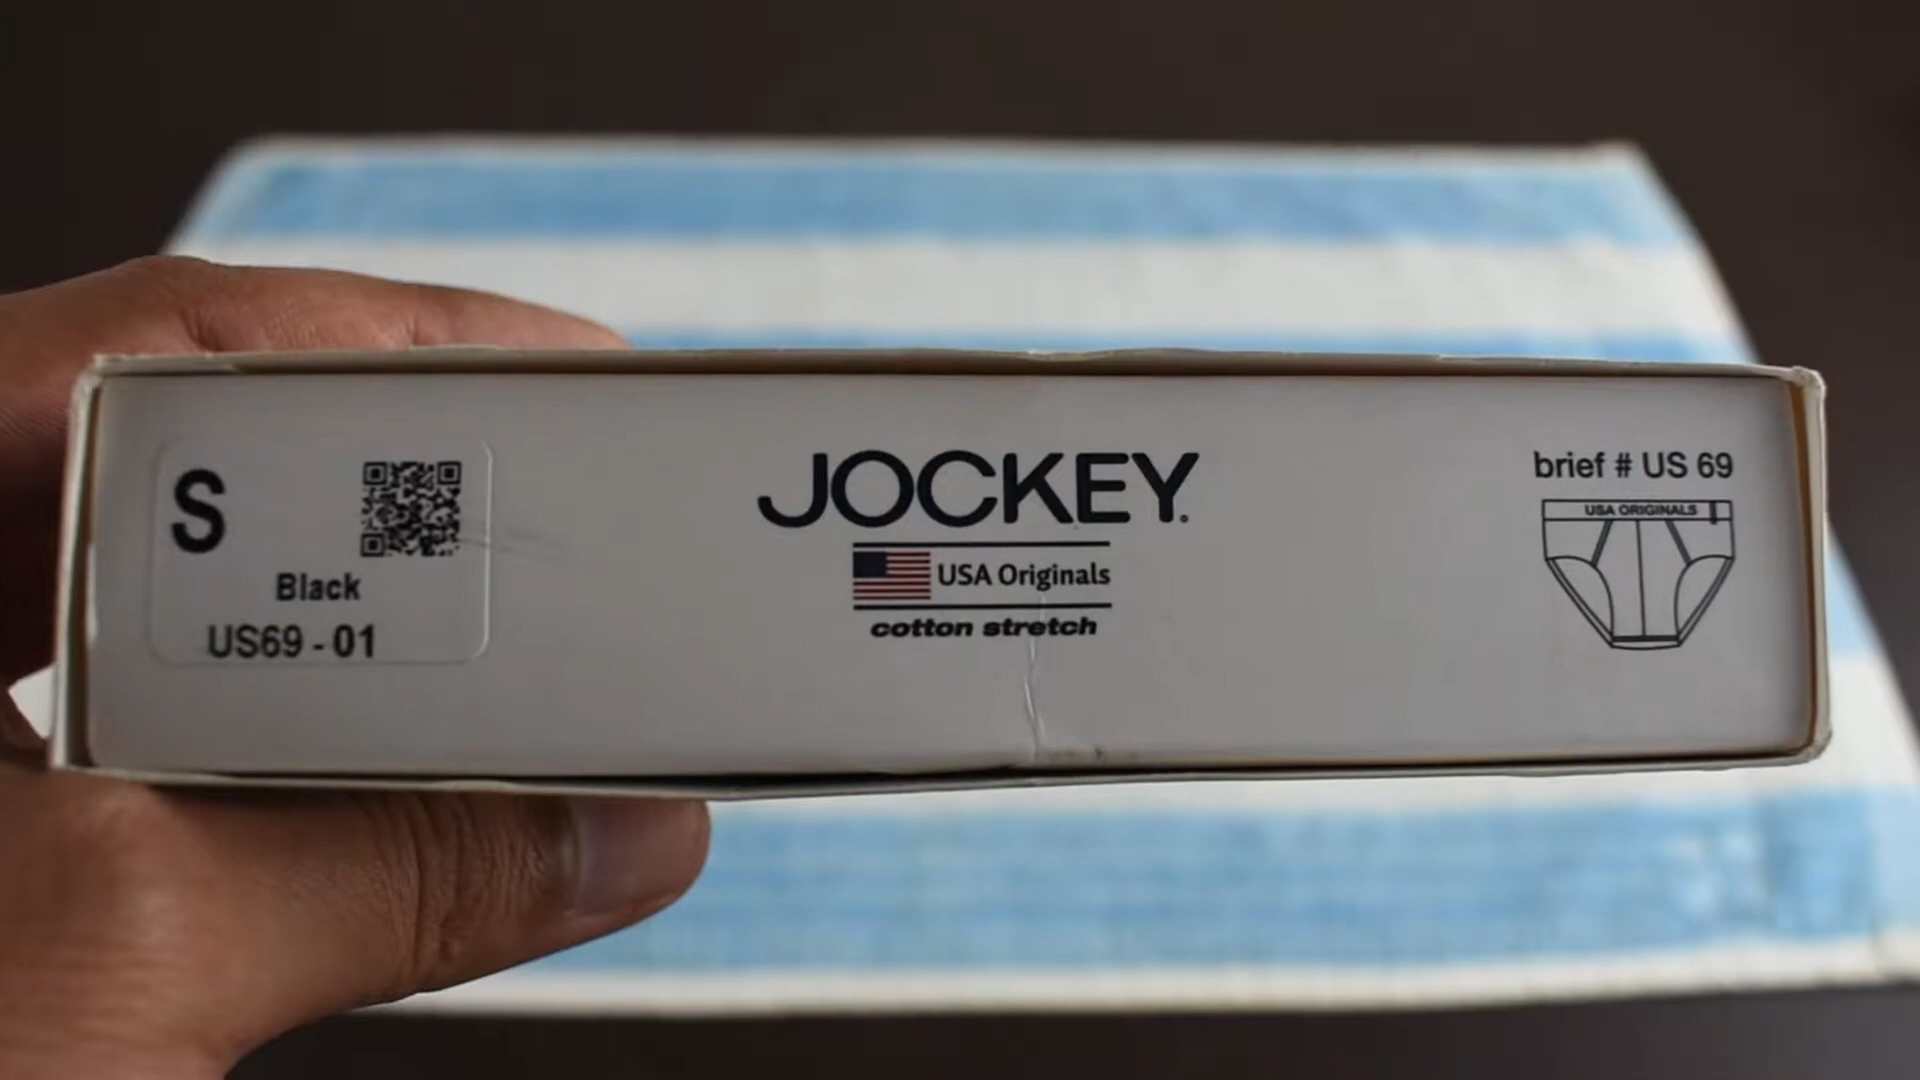 S
Black
US69 - 01
JOCKEY.
USA Originals
cotton stretch
brief # US 69
USA ORIGINALS